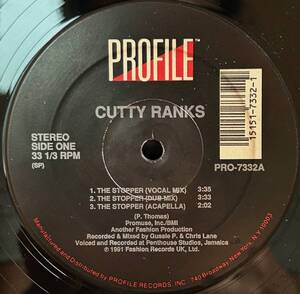 PROFILE™
CUTTY RANKS
STEREO
SIDE ONE
33 1/3 RPM
(SP)
15151-7332-1
PRO-7332A
1. THE STOPPER (VOCAL MIX) 3:35
2. THE STOPPER (DUB MIX) 3:33
3. THE STOPPER (ACAPELLA) 2:02
(P. Thomas)
Promuse, Inc./BMI
Another Fashion Production
Recorded & Mixed by Gussie P. & Chris Lane
Voiced and Recorded at Penthouse Studios, Jamaica
℗ 1991 Fashion Records UK, Ltd.
Manufactured and Distributed by PROFILE RECORDS, INC. 740 Broadway, New York, N.Y. 10003